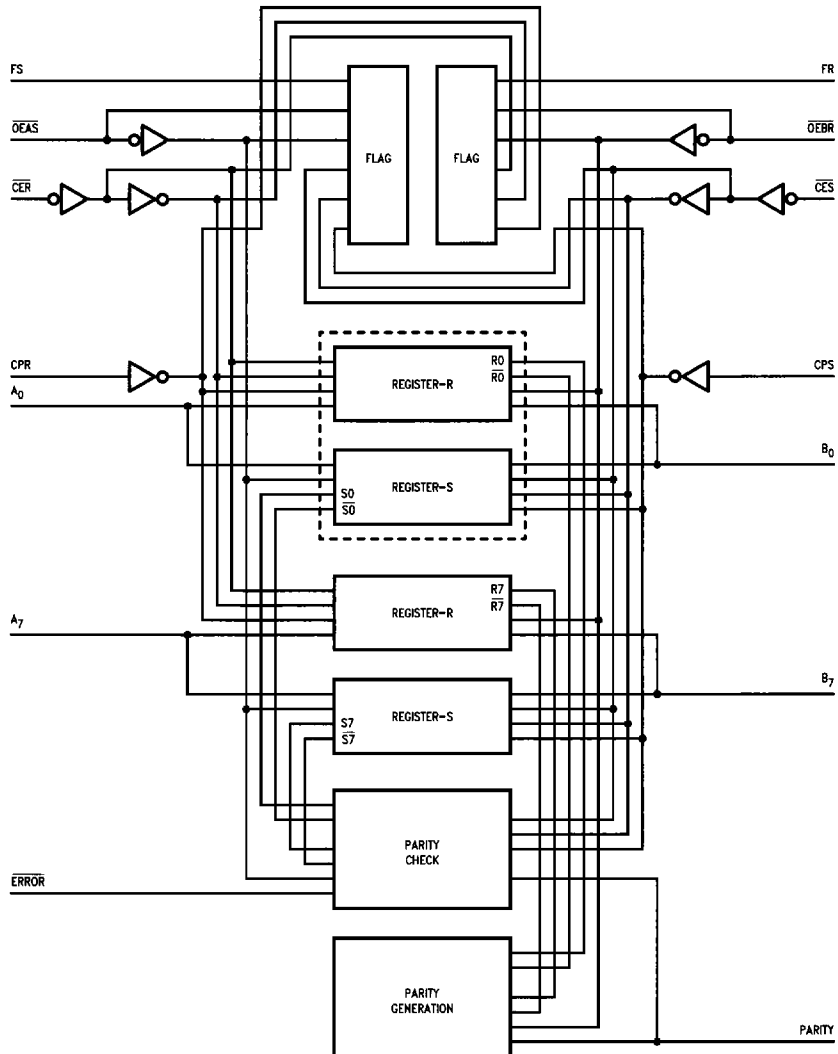 FS
FR
OEAS
FLAG
FLAG
OEBR
CER
CES
CPR
R0
R0
CPS
A0
REGISTER-R
B0
S0
S0
REGISTER-S
R7
R7
REGISTER-R
A7
B7
REGISTER-S
S7
S7
PARITY
CHECK
ERROR
PARITY
GENERATION
PARITY